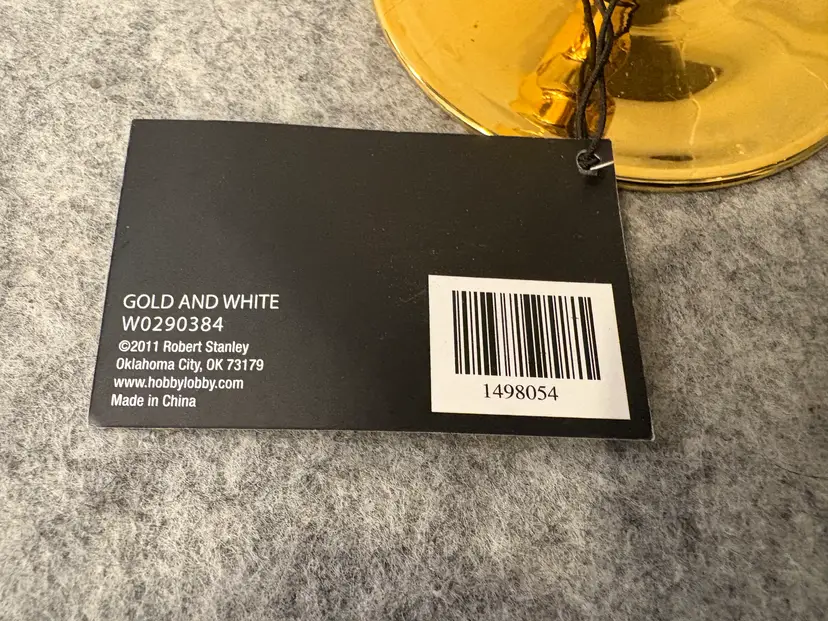 GOLD AND WHITE
W0290384
©2011 Robert Stanley
Oklahoma City, OK 73179
www.hobbylobby.com
Made in China
1498054